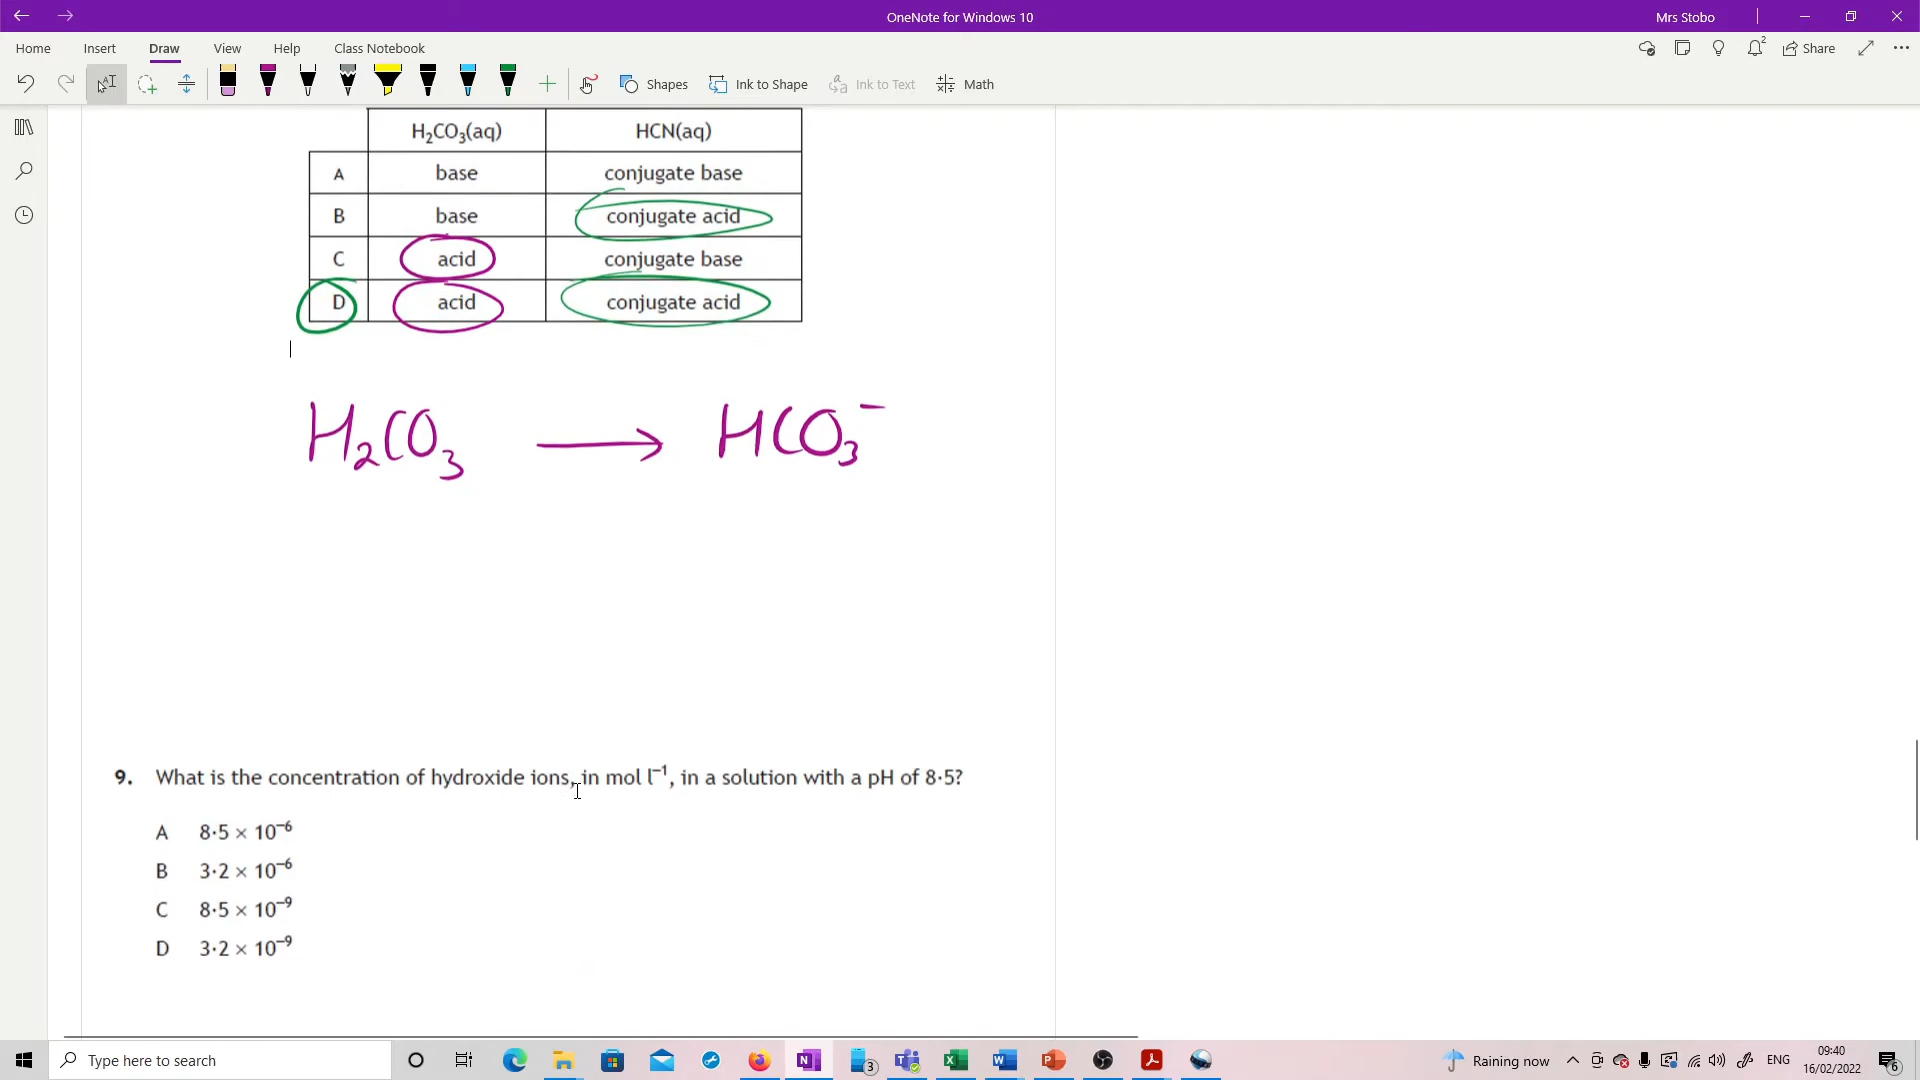 OneNote for Windows 10
Mrs Stobo
Home Insert Draw View Help Class Notebook
2
Share
Shapes Ink to Shape Ink to Text Math
H₂CO₃(aq) HCN(aq)
A base conjugate base
B base conjugate acid
C acid conjugate base
D acid conjugate acid
H₂CO₃ → HCO₃⁻
9. What is the concentration of hydroxide ions, in mol l⁻¹, in a solution with a pH of 8·5?
A 8·5 × 10⁻⁶
B 3·2 × 10⁻⁶
C 8·5 × 10⁻⁹
D 3·2 × 10⁻⁹
Type here to search
3
Raining now
ENG
09:40
16/02/2022
6